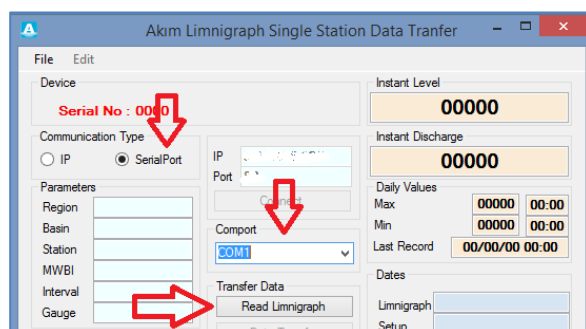 Akım Limnigraph Single Station Data Tranfer
File Edit
Device
Serial No : 0000
Instant Level
00000
Communication Type
IP SerialPort
IP
Port
Connect
Instant Discharge
00000
Parameters
Region
Basin
Station
MWBI
Interval
Gauge
Comport
COM1
Transfer Data
Read Limnigraph
Daily Values
Max 00000 00:00
Min 00000 00:00
Last Record 00/00/00 00:00
Dates
Limnigraph
Setup